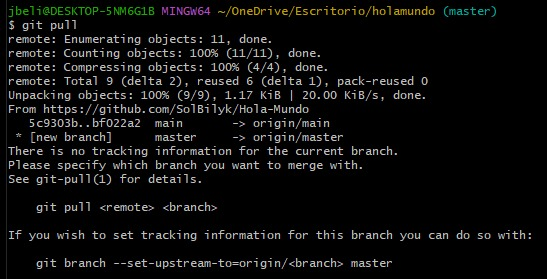 jbeli@DESKTOP-5NM6G1B MINGW64 ~/OneDrive/Escritorio/holamundo (master)
$ git pull
remote: Enumerating objects: 11, done.
remote: Counting objects: 100% (11/11), done.
remote: Compressing objects: 100% (4/4), done.
remote: Total 9 (delta 2), reused 6 (delta 1), pack-reused 0
Unpacking objects: 100% (9/9), 1.17 KiB | 20.00 KiB/s, done.
From https://github.com/SolBilyk/Hola-Mundo
   5c9303b..bf022a2  main       -> origin/main
 * [new branch]      master     -> origin/master
There is no tracking information for the current branch.
Please specify which branch you want to merge with.
See git-pull(1) for details.
    git pull <remote> <branch>
If you wish to set tracking information for this branch you can do so with:
    git branch --set-upstream-to=origin/<branch> master